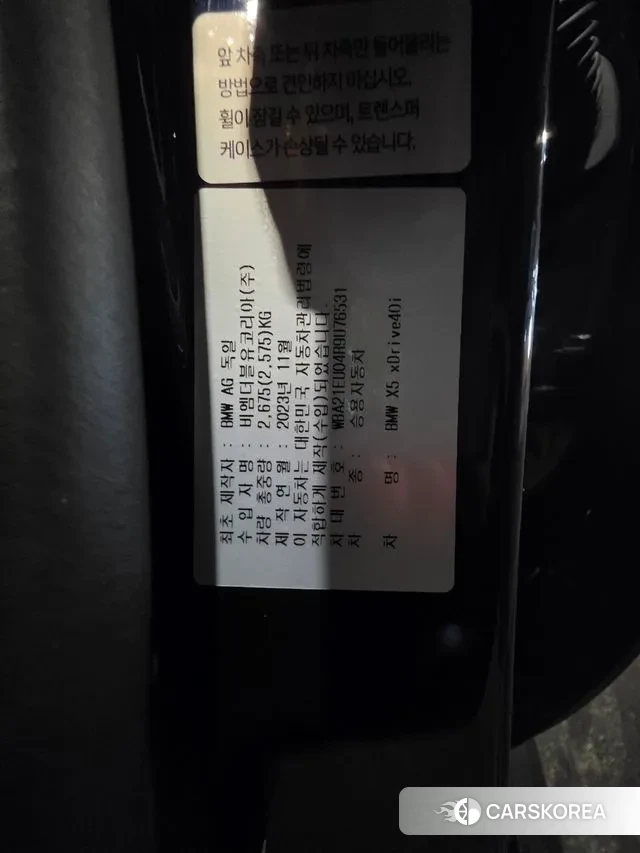 앞 차축 또는 뒤 차축만 들어올리는
방법으로 견인하지 마십시오.
휠이 잠길 수 있으며, 트랜스퍼
케이스가 손상될 수 있습니다.
최초 제작자 : BMW AG 독일
수 입 자 명 : 비엠더블유코리아(주)
차량 총중량 : 2,675(2,575)KG
제 작 연 월 : 2023년 11월
이 자동차는 대한민국 자동차관리법령에
적합하게 제작(수입)되었습니다.
차 대 번 호 : WBA21EU04R9U76531
차 종 : 승용자동차
차 명 : BMW X5 xDrive40i
CARSKOREA